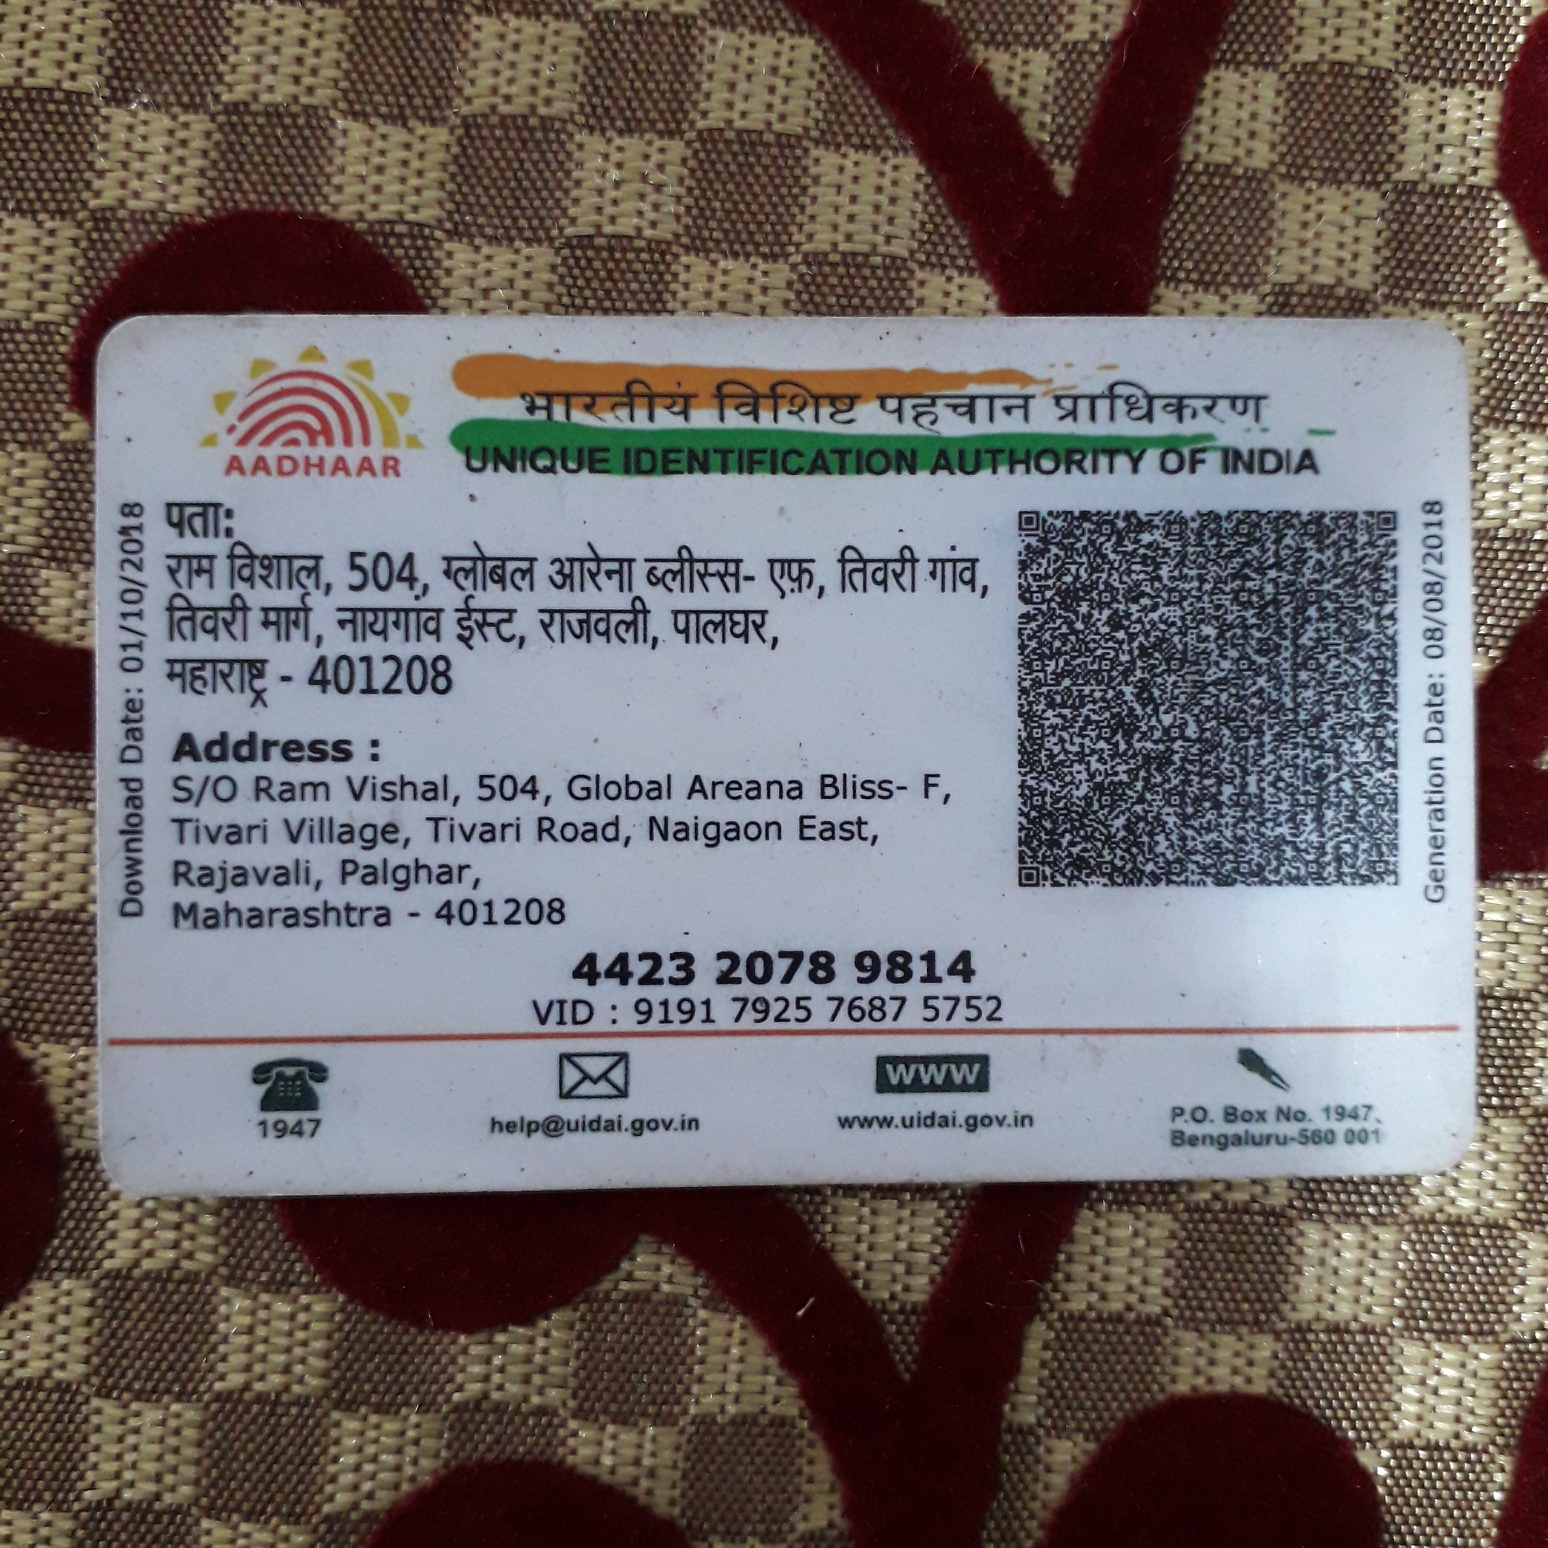 AADHAAR
भारतीय विशिष्ट पहचान प्राधिकरण
UNIQUE IDENTIFICATION AUTHORITY OF INDIA
Download Date: 01/10/2018
पता:
राम विशाल, 504, ग्लोबल आरेना ब्लीस्स- एफ़, तिवरी गांव,
तिवरी मार्ग, नायगांव ईस्ट, राजवली, पालघर,
महाराष्ट्र - 401208
Address :
S/O Ram Vishal, 504, Global Areana Bliss- F,
Tivari Village, Tivari Road, Naigaon East,
Rajavali, Palghar,
Maharashtra - 401208
Generation Date: 08/08/2018
4423 2078 9814
VID : 9191 7925 7687 5752
1947
help@uidai.gov.in
WWW
www.uidai.gov.in
P.O. Box No. 1947,
Bengaluru-560 001